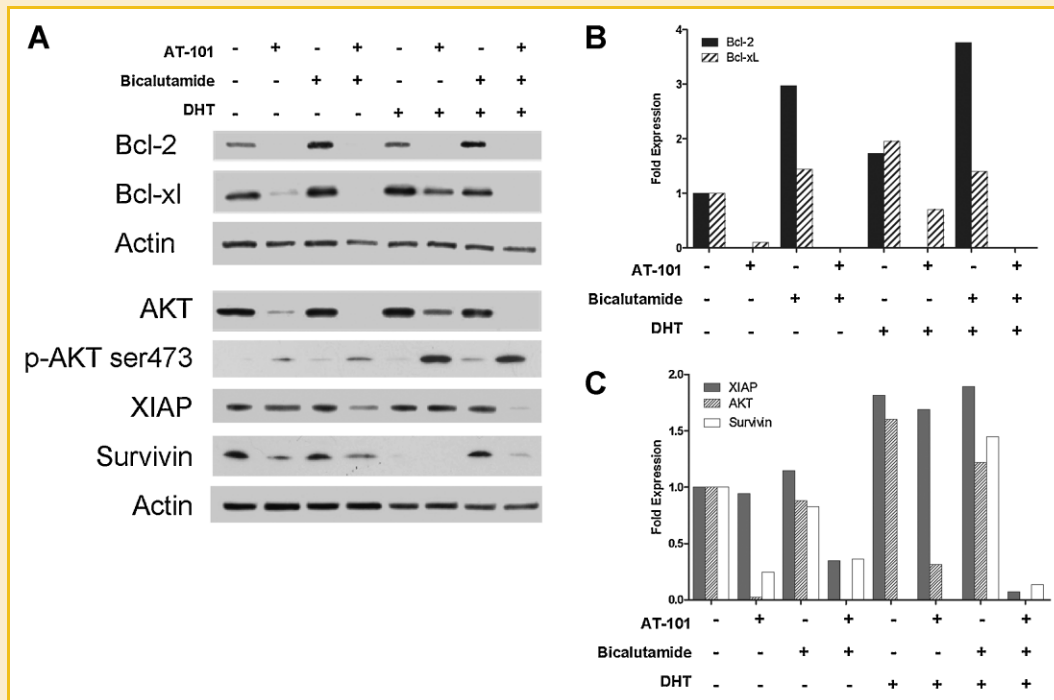 A
AT-101 - + - + - + - +
Bicalutamide - - + + - - + +
DHT - - - - + + + +
Bcl-2
Bcl-xl
Actin
AKT
p-AKT ser473
XIAP
Survivin
Actin
B
Bcl-2
Bcl-xL
Fold Expression
4
3
2
1
0
AT-101 - + - + - + - +
Bicalutamide - - + + - - + +
DHT - - - - + + + +
C
XIAP
AKT
Survivin
Fold Expression
2.0
1.5
1.0
0.5
0.0
AT-101 - + - + - + - +
Bicalutamide - - + + - - + +
DHT - - - - + + + +